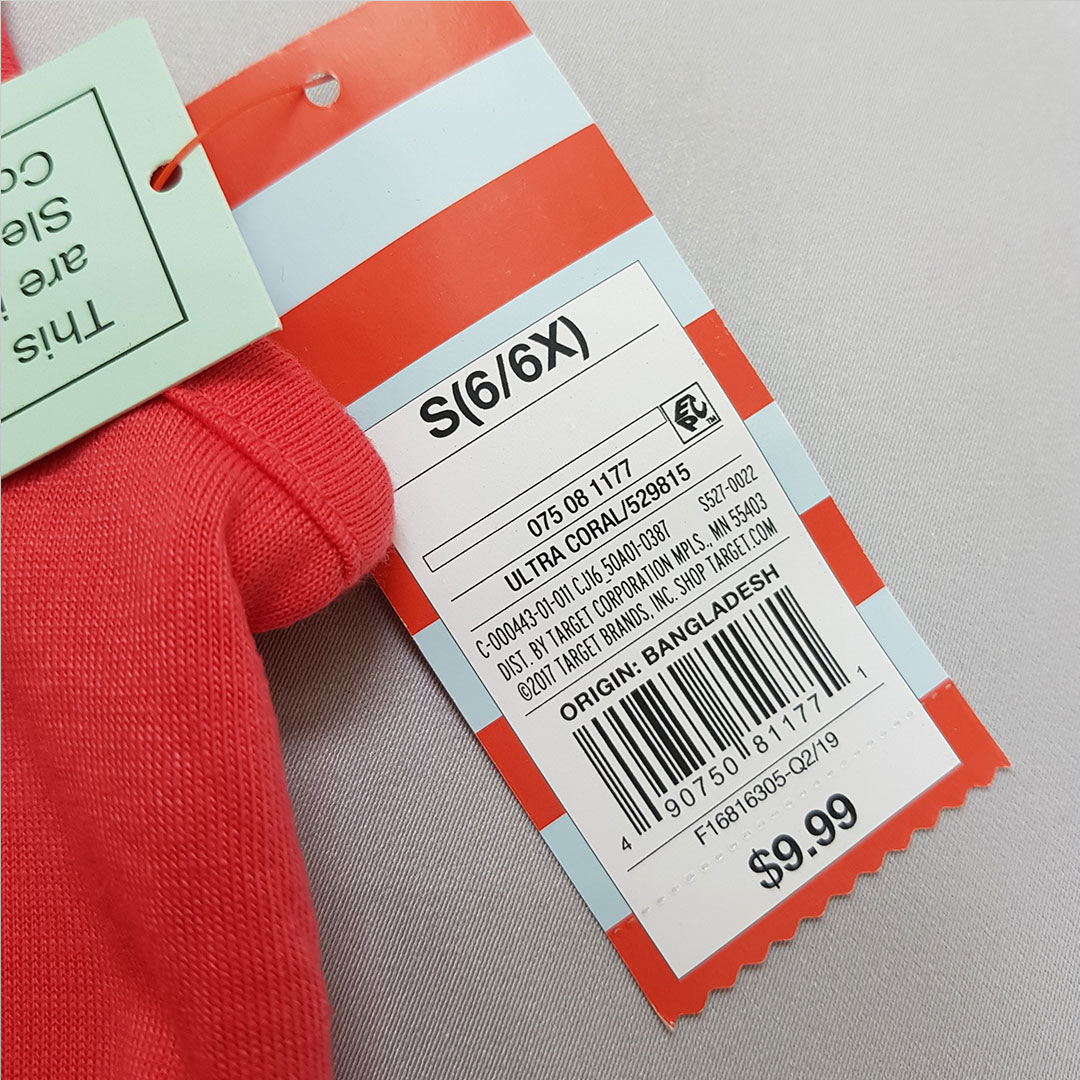 This
are
Sle
Co
S(6/6X)
EPC™
075 08 1177
ULTRA CORAL/529815
C-000443-01-011 CJ16_50A01-0387 S527-0022
DIST. BY TARGET CORPORATION MPLS., MN 55403
©2017 TARGET BRANDS, INC. SHOP TARGET.COM
ORIGIN: BANGLADESH
4 90750 81177 1
F16816305-Q2/19
$9.99